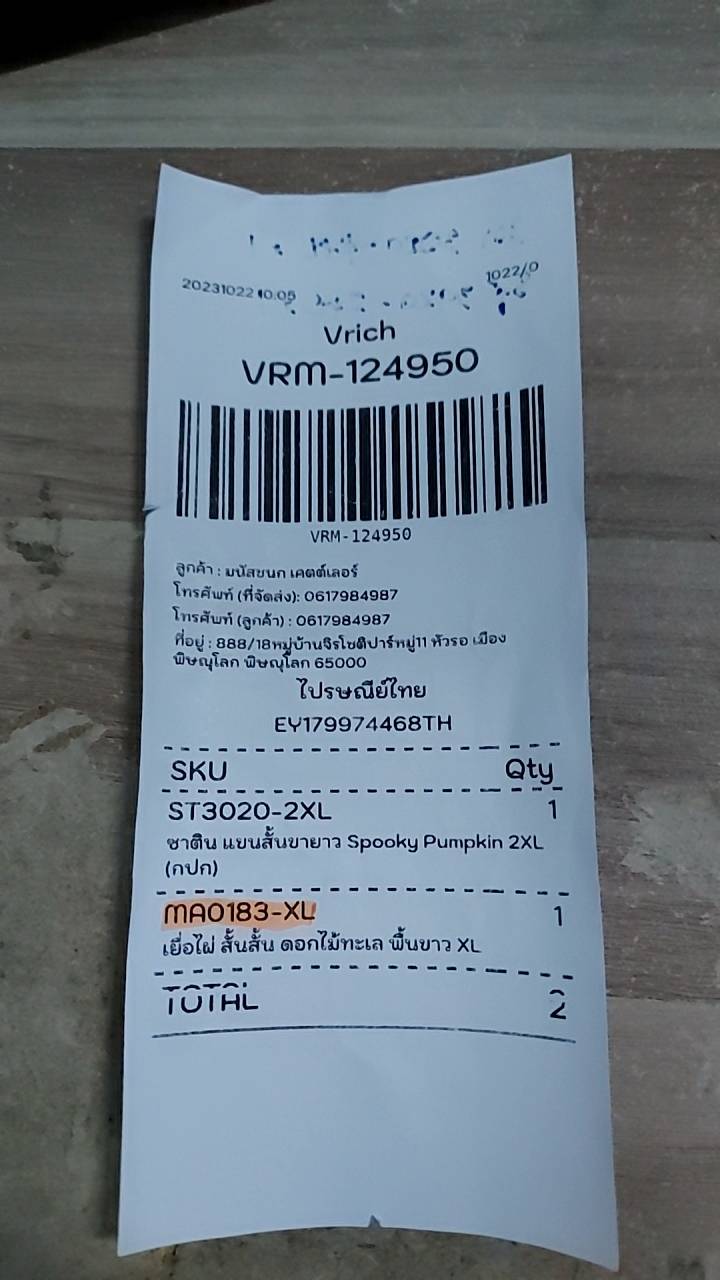 20231022 10.05
1022/0
Vrich
VRM-124950
VRM-124950
ลูกค้า : มนัสชนก เคตต์เลอร์
โทรศัพท์ (ที่จัดส่ง): 0617984987
โทรศัพท์ (ลูกค้า) : 0617984987
ที่อยู่ : 888/18หมู่บ้านจิรโชติปาร์หมู่11 หัวรอ เมือง
พิษณุโลก พิษณุโลก 65000
ไปรษณีย์ไทย
EY179974468TH
SKU Qty
ST3020-2XL 1
ซาติน แขนสั้นขายาว Spooky Pumpkin 2XL
(กปก)
MA0183-XL 1
เยื่อไผ่ สั้นสั้น ดอกไม้ทะเล พื้นขาว XL
TOTAL 2